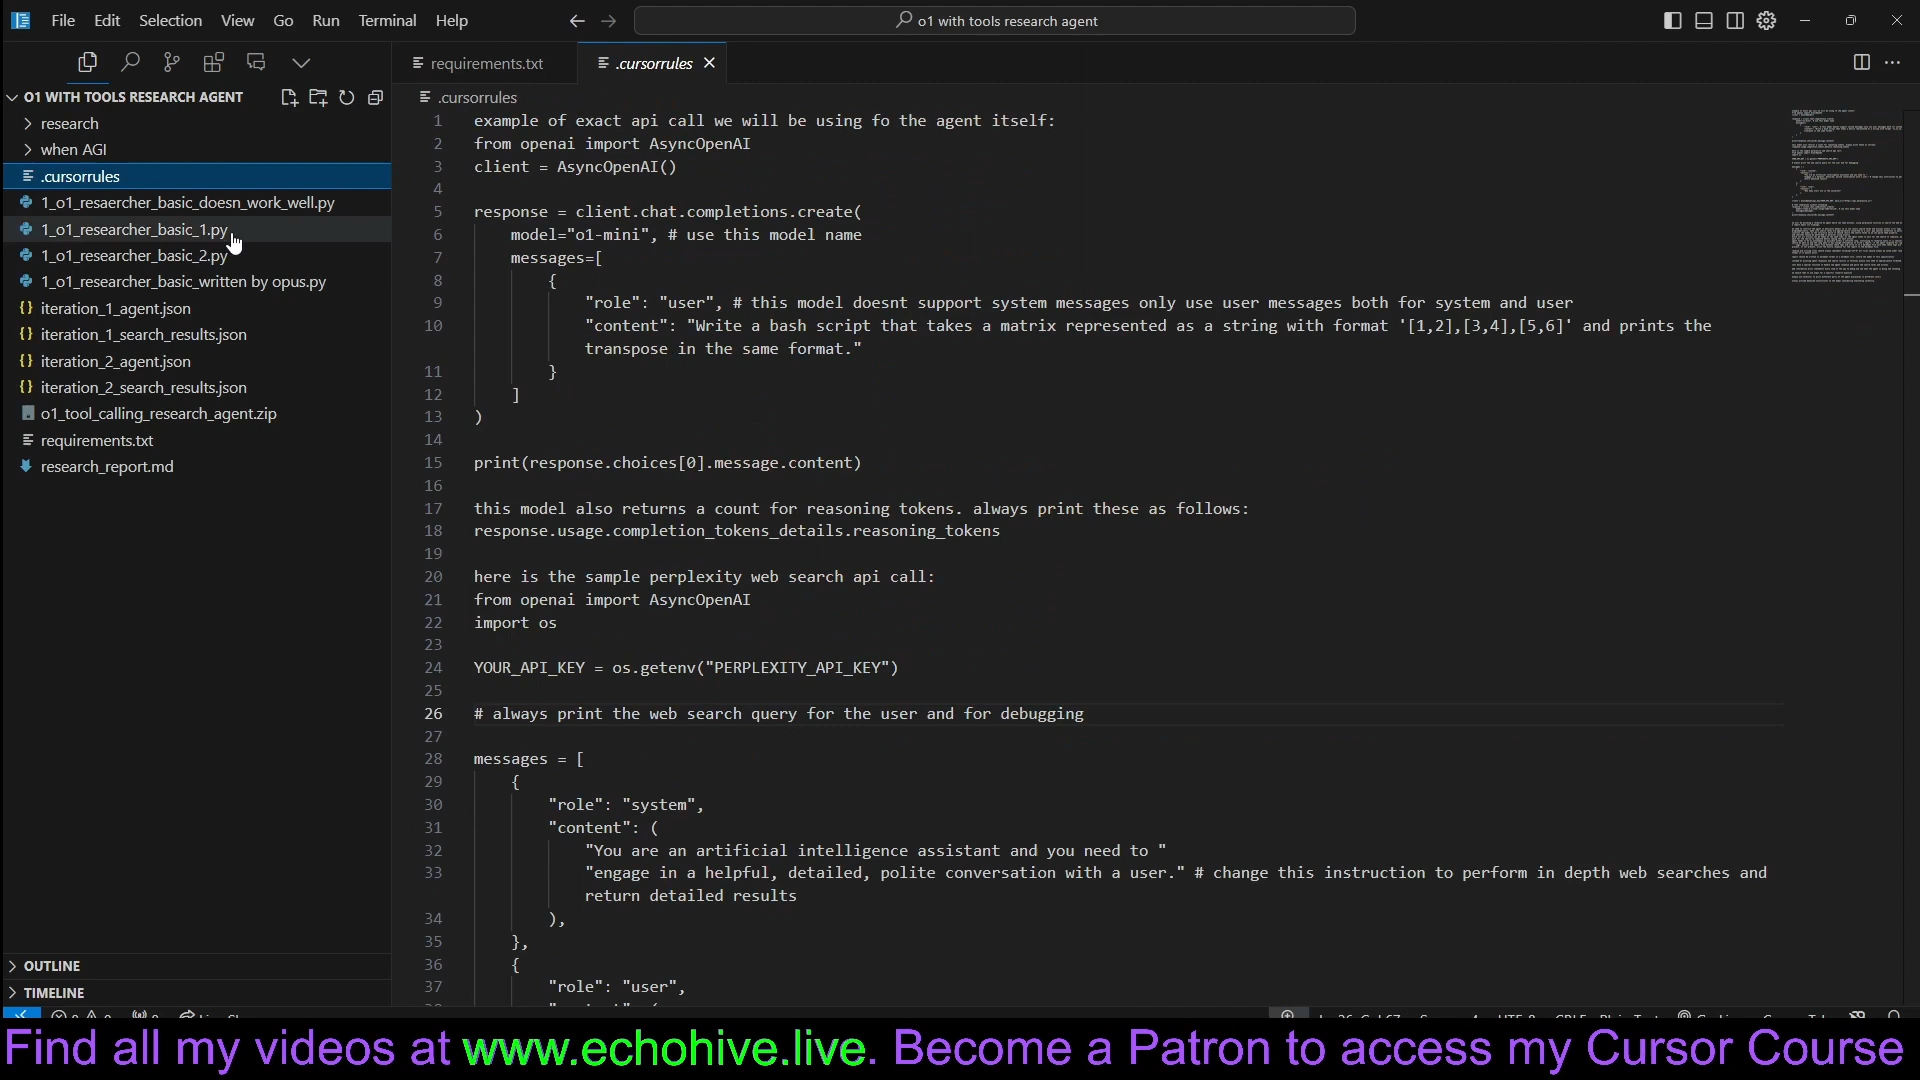 File Edit Selection View Go Run Terminal Help
o1 with tools research agent
requirements.txt
.cursorrules
O1 WITH TOOLS RESEARCH AGENT
research
when AGI
.cursorrules
1_o1_resaercher_basic_doesn_work_well.py
1_o1_researcher_basic_1.py
1_o1_researcher_basic_2.py
1_o1_researcher_basic_written by opus.py
iteration_1_agent.json
iteration_1_search_results.json
iteration_2_agent.json
iteration_2_search_results.json
o1_tool_calling_research_agent.zip
requirements.txt
research_report.md
OUTLINE
TIMELINE
.cursorrules
1 example of exact api call we will be using fo the agent itself:
2 from openai import AsyncOpenAI
3 client = AsyncOpenAI()
4
5 response = client.chat.completions.create(
6 model="o1-mini", # use this model name
7 messages=[
8 {
9 "role": "user", # this model doesnt support system messages only use user messages both for system and user
10 "content": "Write a bash script that takes a matrix represented as a string with format '[1,2],[3,4],[5,6]' and prints the
transpose in the same format."
11 }
12 ]
13 )
14
15 print(response.choices[0].message.content)
16
17 this model also returns a count for reasoning tokens. always print these as follows:
18 response.usage.completion_tokens_details.reasoning_tokens
19
20 here is the sample perplexity web search api call:
21 from openai import AsyncOpenAI
22 import os
23
24 YOUR_API_KEY = os.getenv("PERPLEXITY_API_KEY")
25
26 # always print the web search query for the user and for debugging
27
28 messages = [
29 {
30 "role": "system",
31 "content": (
32 "You are an artificial intelligence assistant and you need to "
33 "engage in a helpful, detailed, polite conversation with a user." # change this instruction to perform in depth web searches and
return detailed results
34 ),
35 },
36 {
37 "role": "user",
Find all my videos at www.echohive.live. Become a Patron to access my Cursor Course